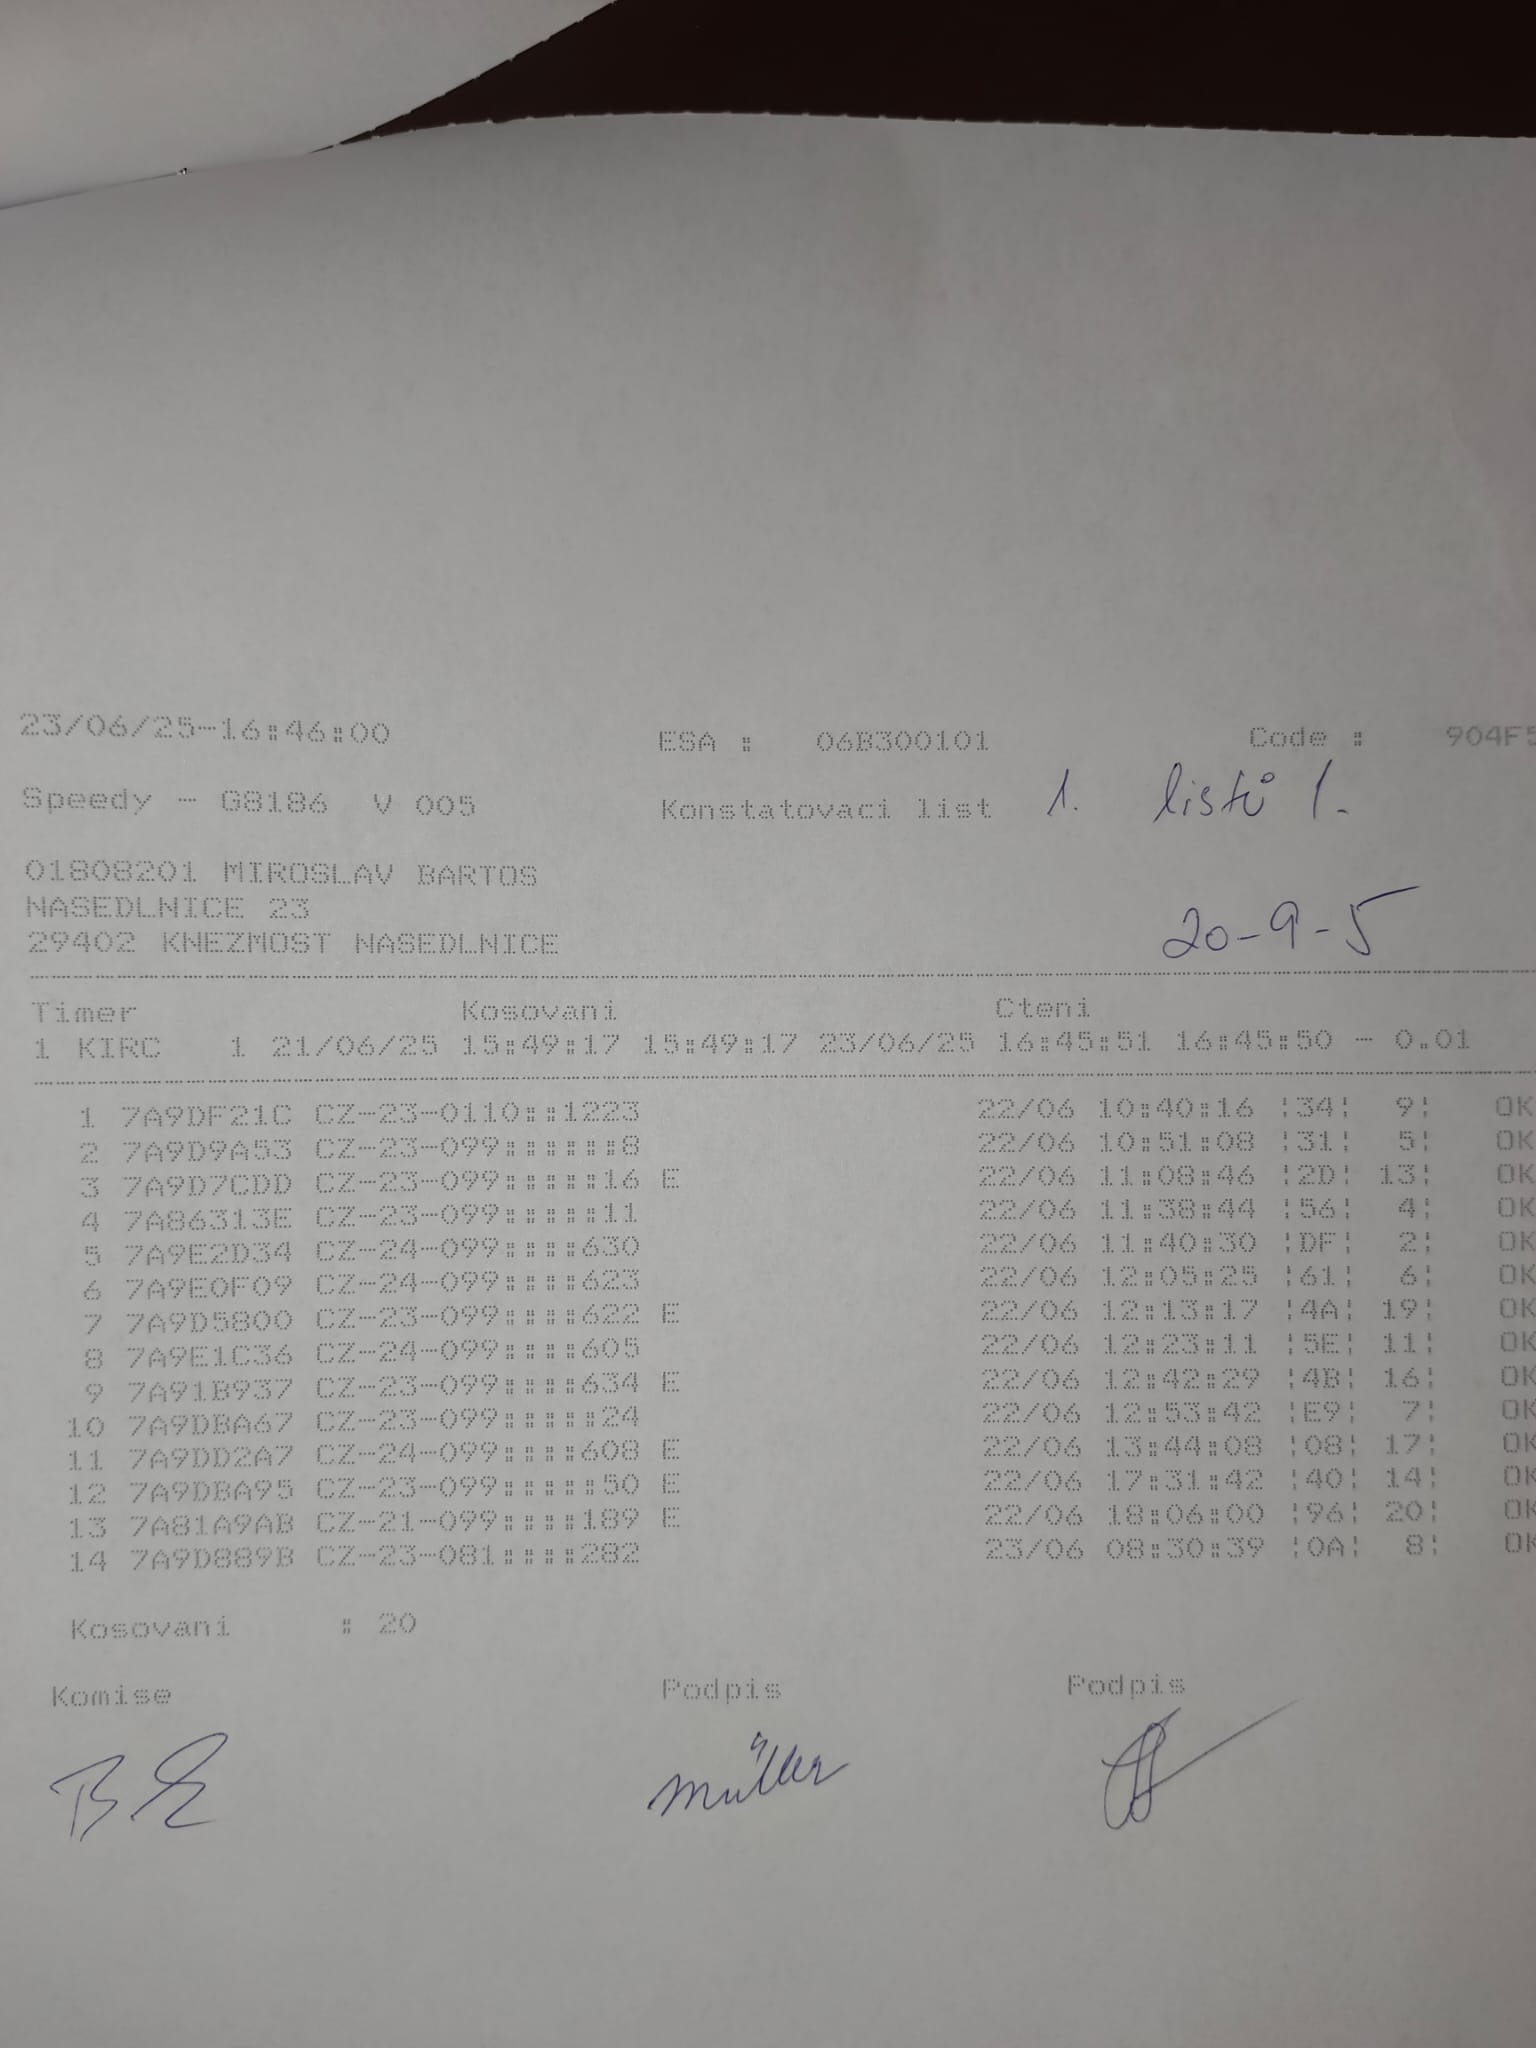 23/06/25-16:46:00 ESA : 06B300101 Code : 904F5
Speedy - G8186 V 005 Konstatovaci list 1. listů 1.
01808201 MIROSLAV BARTOS
NASEDLNICE 23
20-9-5
29402 KNEZMOST NASEDLNICE
Timer Kosovani Cteni
1 KIRC 1 21/06/25 15:49:17 15:49:17 23/06/25 16:45:51 16:45:50 - 0.01
1 7A9DF21C CZ-23-0110::1223 22/06 10:40:16 ¦34¦ 9¦ OK
2 7A9D9A53 CZ-23-099::::::8 22/06 10:51:08 ¦31¦ 5¦ OK
3 7A9D7CDD CZ-23-099:::::16 E 22/06 11:08:46 ¦2D¦ 13¦ OK
4 7A86313E CZ-23-099:::::11 22/06 11:38:44 ¦56¦ 4¦ OK
5 7A9E2D34 CZ-24-099::::630 22/06 11:40:30 ¦DF¦ 2¦ OK
6 7A9E0F09 CZ-24-099::::623 22/06 12:05:25 ¦61¦ 6¦ OK
7 7A9D5800 CZ-23-099::::622 E 22/06 12:13:17 ¦4A¦ 19¦ OK
8 7A9E1C36 CZ-24-099::::605 22/06 12:23:11 ¦5E¦ 11¦ OK
9 7A91B937 CZ-23-099::::634 E 22/06 12:42:29 ¦4B¦ 16¦ OK
10 7A9DBA67 CZ-23-099:::::24 22/06 12:53:42 ¦E9¦ 7¦ OK
11 7A9DD2A7 CZ-24-099::::608 E 22/06 13:44:08 ¦08¦ 17¦ OK
12 7A9DBA95 CZ-23-099:::::50 E 22/06 17:31:42 ¦40¦ 14¦ OK
13 7A81A9AB CZ-21-099::::189 E 22/06 18:06:00 ¦96¦ 20¦ OK
14 7A9D889B CZ-23-081::::282 23/06 08:30:39 ¦0A¦ 8¦ OK
Kosovani : 20
Komise Podpis Podpis
Müller